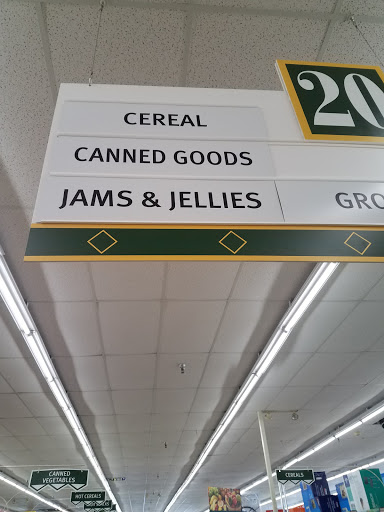 20
CEREAL
CANNED GOODS
JAMS & JELLIES
GRO
CANNED
VEGETABLES
HOT CEREALS
CEREALS